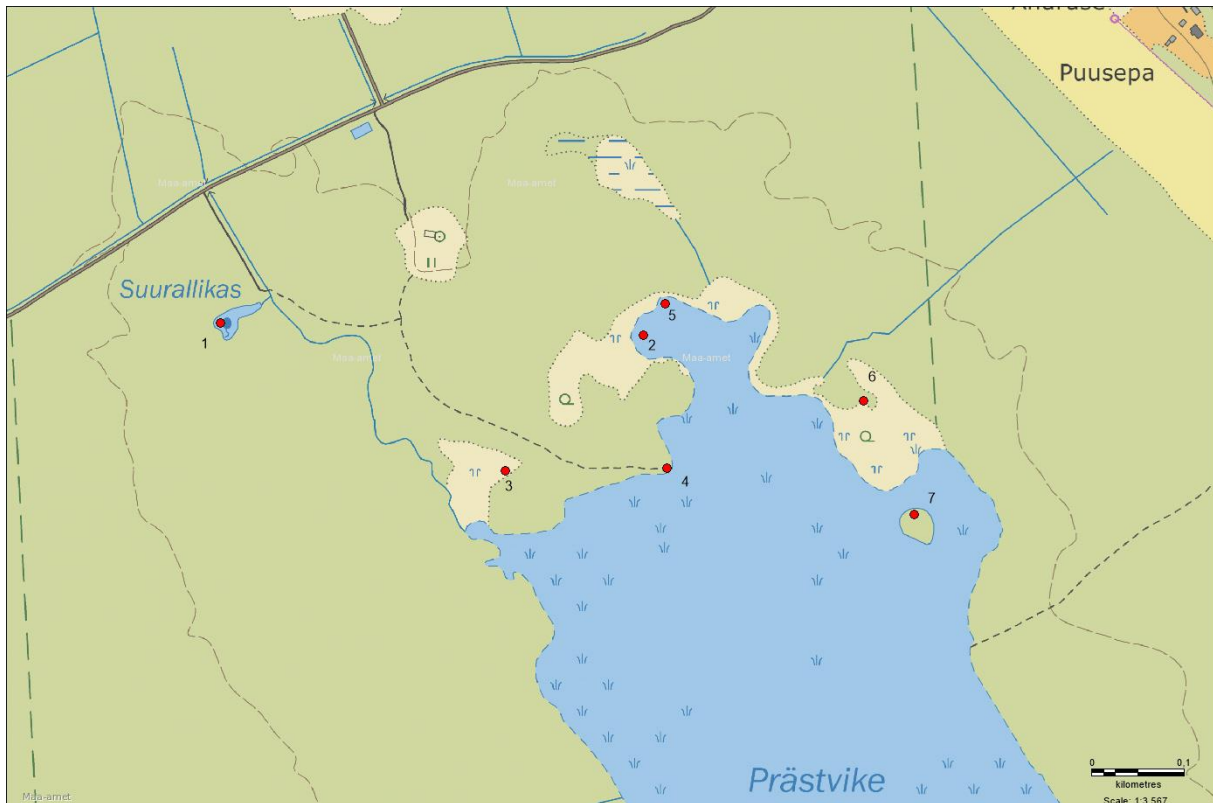 Andruse
Puusepa
Maa-amet
Maa-amet
Suurallikas
1
5
2
Maa-amet
Maa-amet
6
3
4
7
Prästvike
0 0,1
kilometres
Scale: 1:3 567
Maa-amet